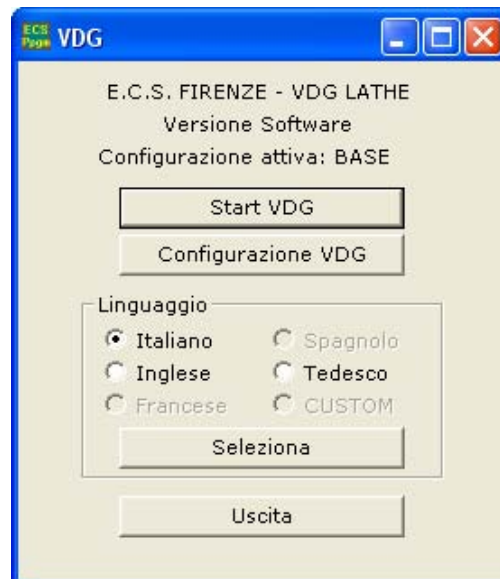 ECS
Pgm VDG
E.C.S. FIRENZE - VDG LATHE
Versione Software
Configurazione attiva: BASE
Start VDG
Configurazione VDG
Linguaggio
Italiano Spagnolo
Inglese Tedesco
Francese CUSTOM
Seleziona
Uscita